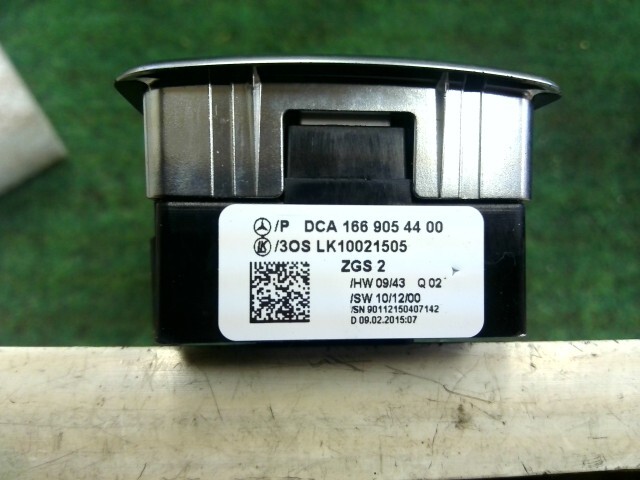 /P DCA 166 905 44 00
/3OS LK10021505
ZGS 2
/HW 09/43 Q 02
/SW 10/12/00
/SN 90112150407142
D 09.02.2015:07